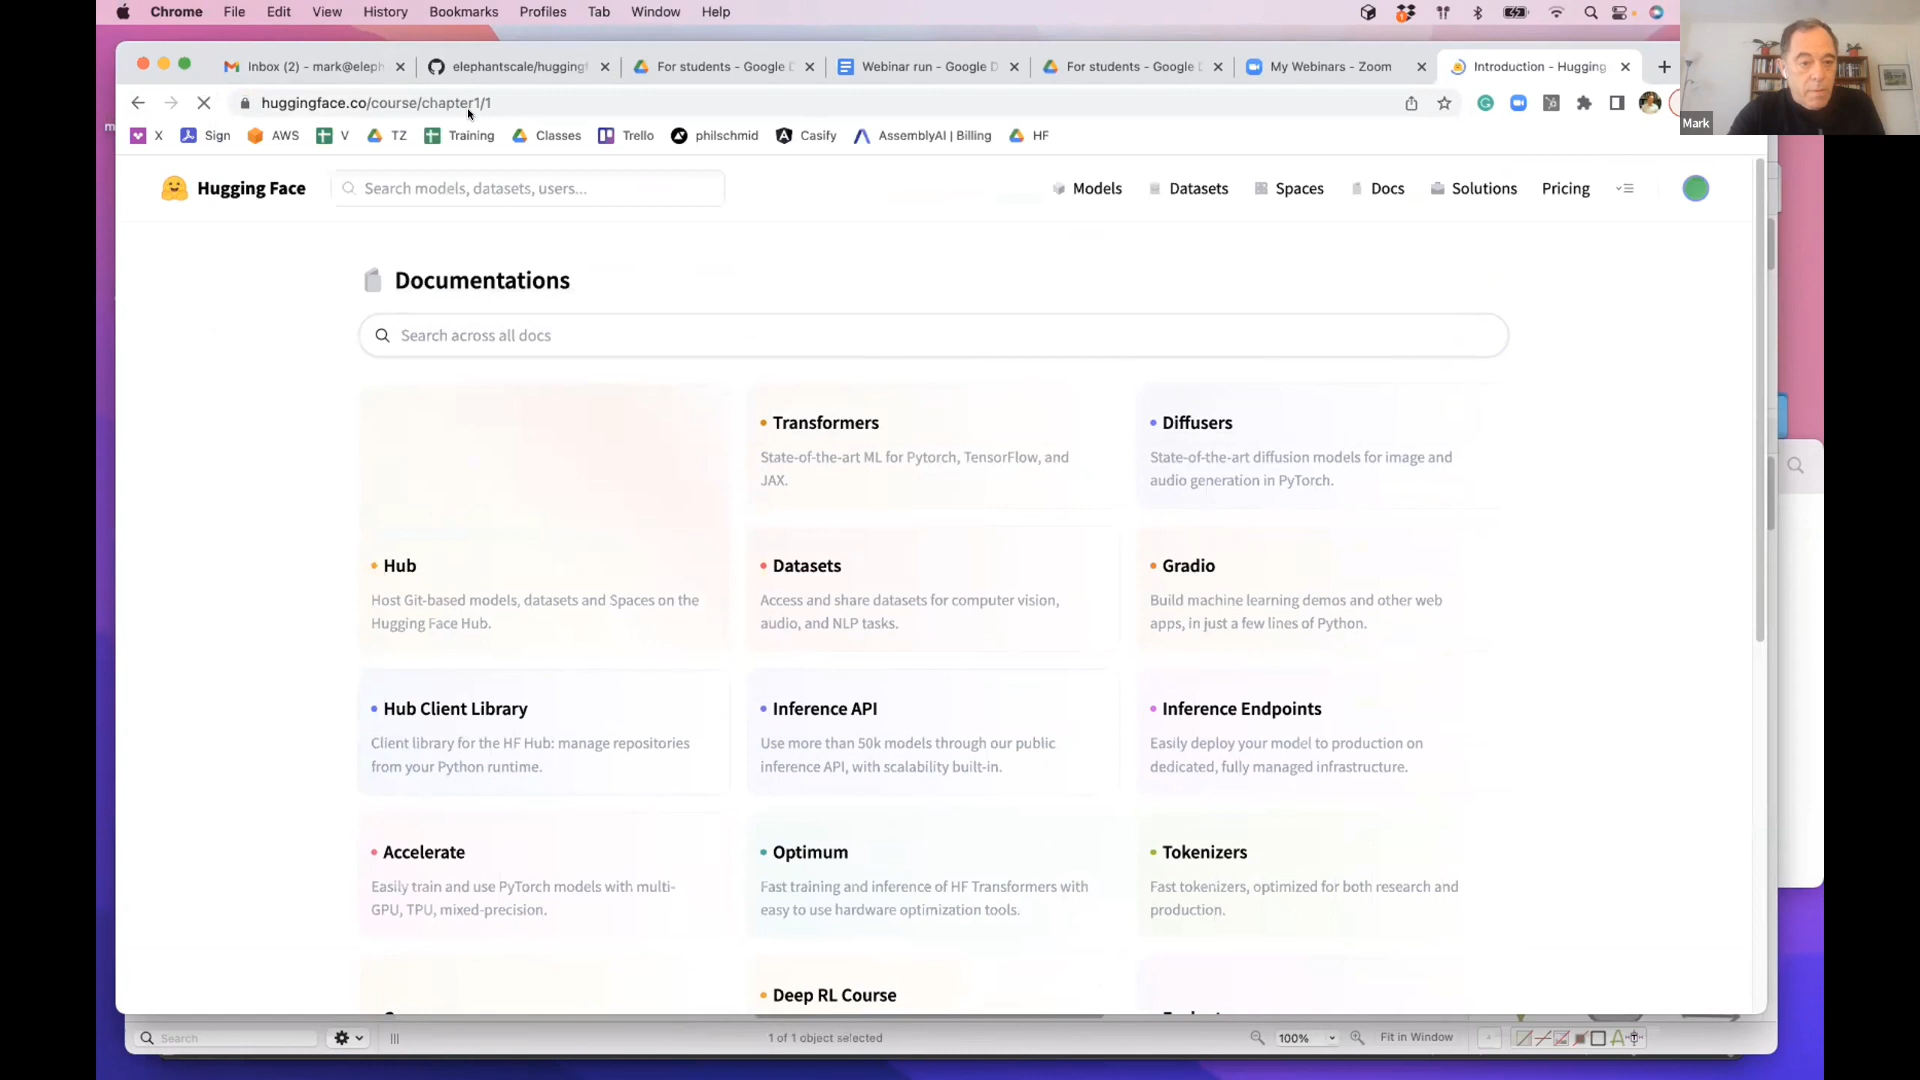 Chrome File Edit View History Bookmarks Profiles Tab Window Help
Inbox (2) - mark@eleph
elephantscale/hugging
For students - Google D
Webinar run - Google D
For students - Google D
My Webinars - Zoom
Introduction - Hugging
huggingface.co/course/chapter1/1
X Sign AWS V TZ Training Classes Trello philschmid Casify AssemblyAI | Billing HF
Mark
Hugging Face
Search models, datasets, users...
Models Datasets Spaces Docs Solutions Pricing
Documentations
Search across all docs
Transformers
State-of-the-art ML for Pytorch, TensorFlow, and
JAX.
Diffusers
State-of-the-art diffusion models for image and
audio generation in PyTorch.
Hub
Host Git-based models, datasets and Spaces on the
Hugging Face Hub.
Datasets
Access and share datasets for computer vision,
audio, and NLP tasks.
Gradio
Build machine learning demos and other web
apps, in just a few lines of Python.
Hub Client Library
Client library for the HF Hub: manage repositories
from your Python runtime.
Inference API
Use more than 50k models through our public
inference API, with scalability built-in.
Inference Endpoints
Easily deploy your model to production on
dedicated, fully managed infrastructure.
Accelerate
Easily train and use PyTorch models with multi-
GPU, TPU, mixed-precision.
Optimum
Fast training and inference of HF Transformers with
easy to use hardware optimization tools.
Tokenizers
Fast tokenizers, optimized for both research and
production.
Deep RL Course
Search
1 of 1 object selected
100%
Fit in Window